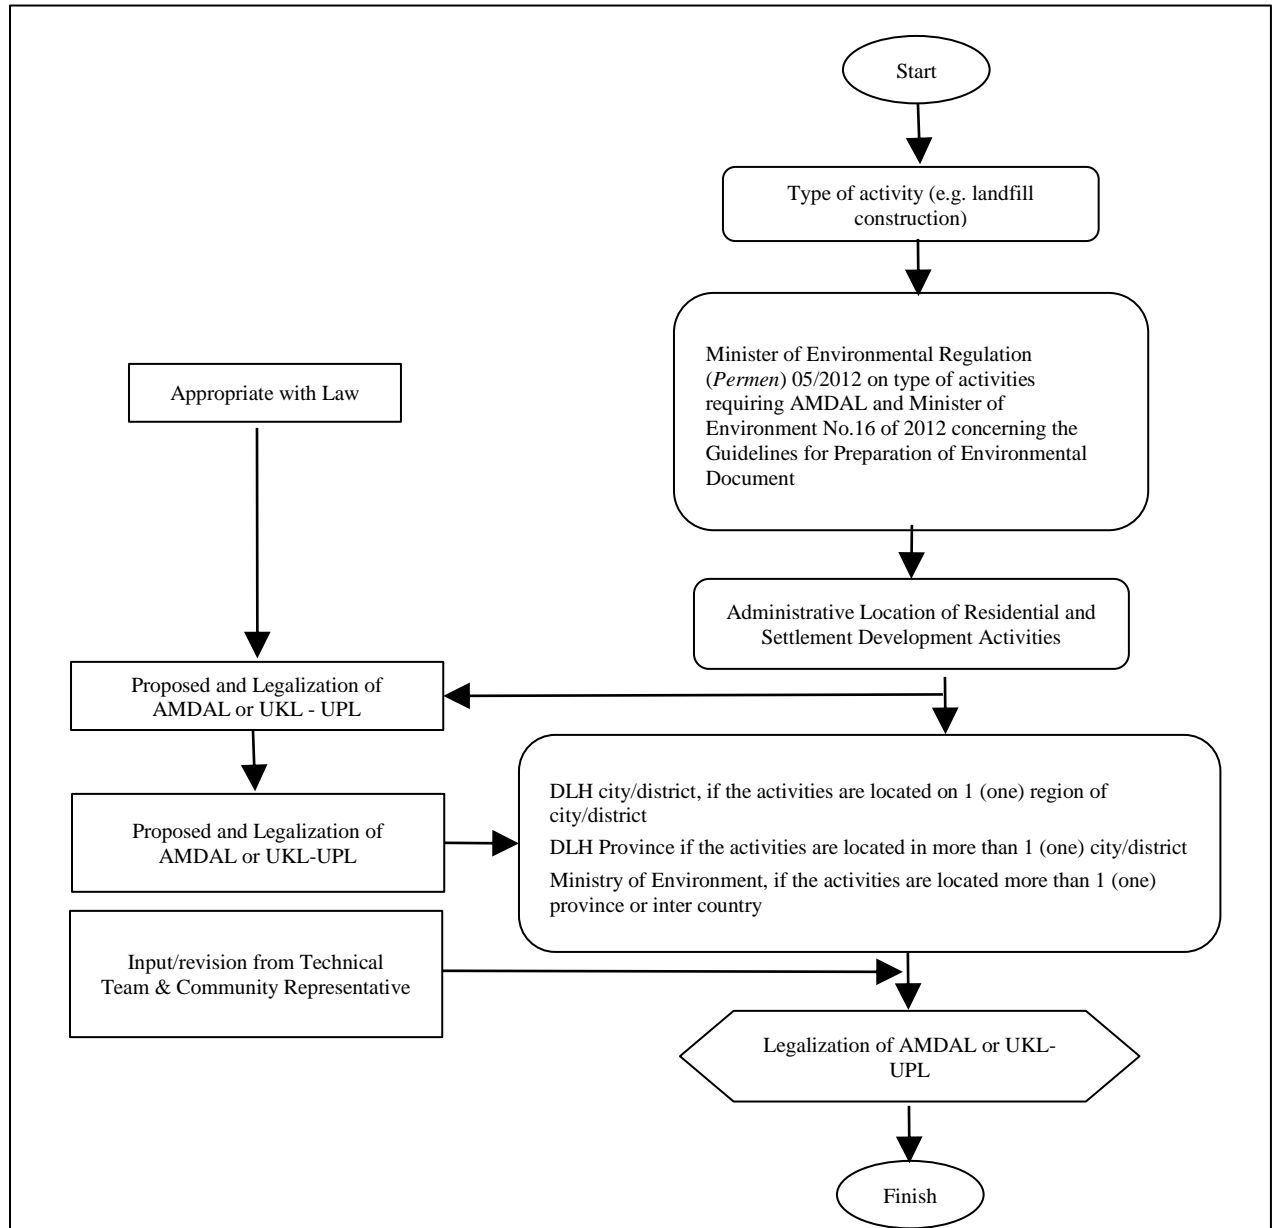 Start
Type of activity (e.g. landfill
construction)
Minister of Environmental Regulation
(Permen) 05/2012 on type of activities
requiring AMDAL and Minister of
Environment No.16 of 2012 concerning the
Guidelines for Preparation of Environmental
Document
Appropriate with Law
Administrative Location of Residential and
Settlement Development Activities
Proposed and Legalization of
AMDAL or UKL - UPL
DLH city/district, if the activities are located on 1 (one) region of
city/district
DLH Province if the activities are located in more than 1 (one) city/district
Ministry of Environment, if the activities are located more than 1 (one)
province or inter country
Proposed and Legalization of
AMDAL or UKL-UPL
Input/revision from Technical
Team & Community Representative
Legalization of AMDAL or UKL-
UPL
Finish